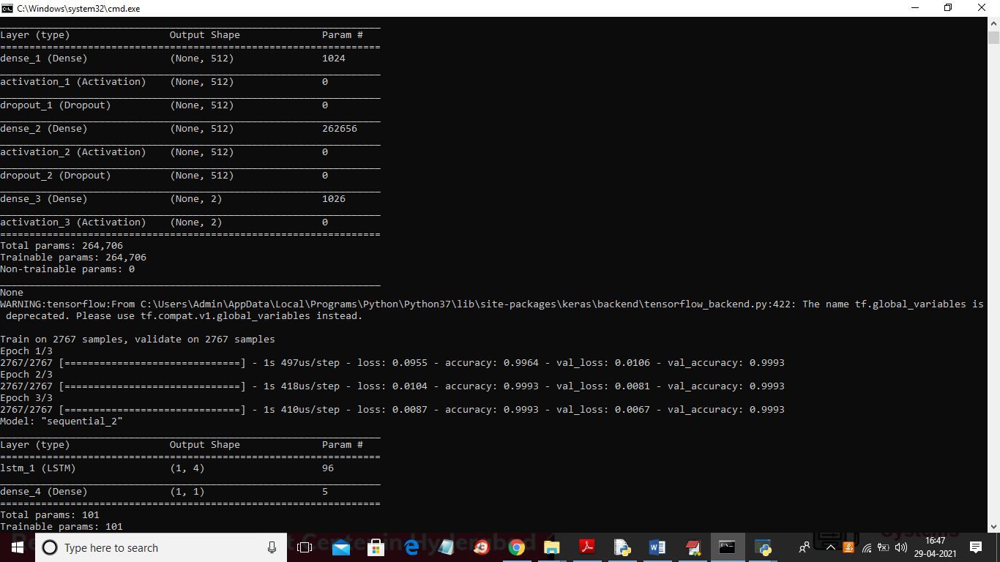 C:\Windows\system32\cmd.exe
Layer (type) Output Shape Param #
=================================================================
dense_1 (Dense) (None, 512) 1024
_________________________________________________________________
activation_1 (Activation) (None, 512) 0
_________________________________________________________________
dropout_1 (Dropout) (None, 512) 0
_________________________________________________________________
dense_2 (Dense) (None, 512) 262656
_________________________________________________________________
activation_2 (Activation) (None, 512) 0
_________________________________________________________________
dropout_2 (Dropout) (None, 512) 0
_________________________________________________________________
dense_3 (Dense) (None, 2) 1026
_________________________________________________________________
activation_3 (Activation) (None, 2) 0
=================================================================
Total params: 264,706
Trainable params: 264,706
Non-trainable params: 0
_________________________________________________________________
None
WARNING:tensorflow:From C:\Users\Admin\AppData\Local\Programs\Python\Python37\lib\site-packages\keras\backend\tensorflow_backend.py:422: The name tf.global_variables is
deprecated. Please use tf.compat.v1.global_variables instead.
Train on 2767 samples, validate on 2767 samples
Epoch 1/3
2767/2767 [==============================] - 1s 497us/step - loss: 0.0955 - accuracy: 0.9964 - val_loss: 0.0106 - val_accuracy: 0.9993
Epoch 2/3
2767/2767 [==============================] - 1s 418us/step - loss: 0.0104 - accuracy: 0.9993 - val_loss: 0.0081 - val_accuracy: 0.9993
Epoch 3/3
2767/2767 [==============================] - 1s 410us/step - loss: 0.0087 - accuracy: 0.9993 - val_loss: 0.0067 - val_accuracy: 0.9993
Model: "sequential_2"
_________________________________________________________________
Layer (type) Output Shape Param #
=================================================================
lstm_1 (LSTM) (1, 4) 96
_________________________________________________________________
dense_4 (Dense) (1, 1) 5
=================================================================
Total params: 101
Trainable params: 101
Type here to search
16:47
29-04-2021